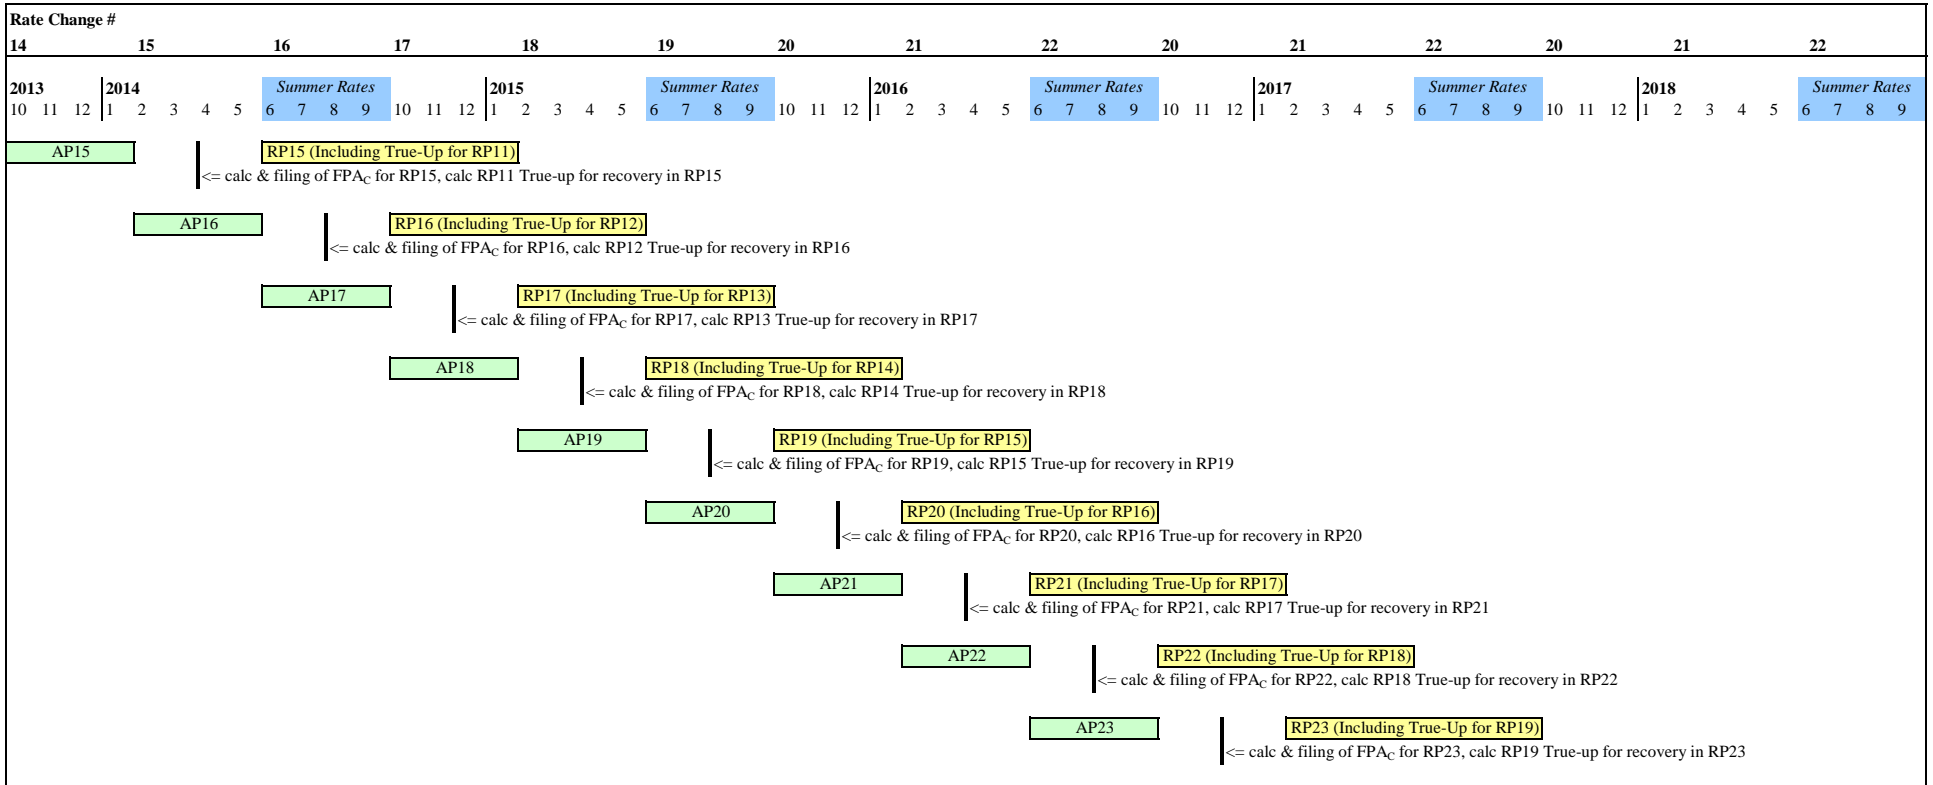 Rate Change #
14 15 16 17 18 19 20 21 22 20 21 22 20 21 22
2013 2014 Summer Rates 2015 Summer Rates 2016 Summer Rates 2017 Summer Rates 2018 Summer Rates
10 11 12 1 2 3 4 5 6 7 8 9 10 11 12 1 2 3 4 5 6 7 8 9 10 11 12 1 2 3 4 5 6 7 8 9 10 11 12 1 2 3 4 5 6 7 8 9 10 11 12 1 2 3 4 5 6 7 8 9
AP15 RP15 (Including True-Up for RP11)
<= calc & filing of FPAC for RP15, calc RP11 True-up for recovery in RP15
AP16 RP16 (Including True-Up for RP12)
<= calc & filing of FPAC for RP16, calc RP12 True-up for recovery in RP16
AP17 RP17 (Including True-Up for RP13)
<= calc & filing of FPAC for RP17, calc RP13 True-up for recovery in RP17
AP18 RP18 (Including True-Up for RP14)
<= calc & filing of FPAC for RP18, calc RP14 True-up for recovery in RP18
AP19 RP19 (Including True-Up for RP15)
<= calc & filing of FPAC for RP19, calc RP15 True-up for recovery in RP19
AP20 RP20 (Including True-Up for RP16)
<= calc & filing of FPAC for RP20, calc RP16 True-up for recovery in RP20
AP21 RP21 (Including True-Up for RP17)
<= calc & filing of FPAC for RP21, calc RP17 True-up for recovery in RP21
AP22 RP22 (Including True-Up for RP18)
<= calc & filing of FPAC for RP22, calc RP18 True-up for recovery in RP22
AP23 RP23 (Including True-Up for RP19)
<= calc & filing of FPAC for RP23, calc RP19 True-up for recovery in RP23